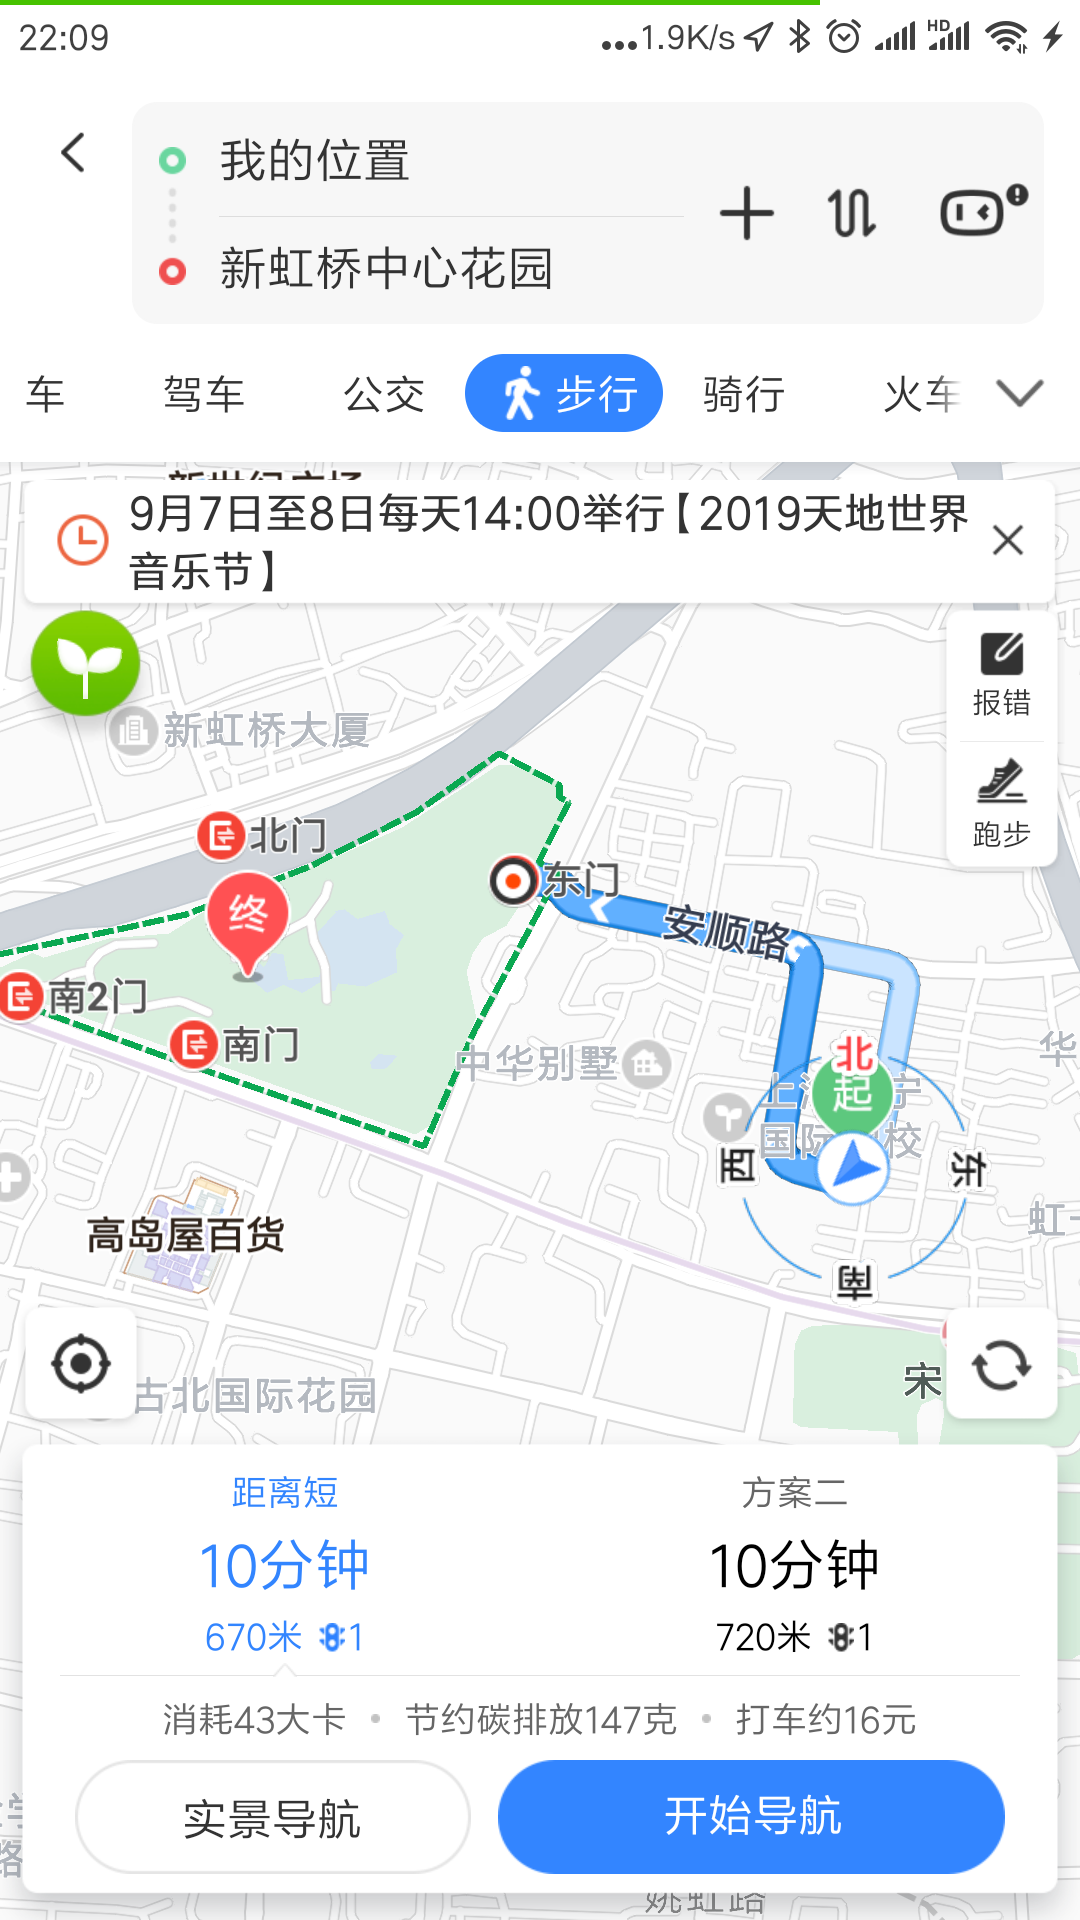 22:09
...1.9K/s
HD
我的位置
新虹桥中心花园
车 驾车 公交 步行 骑行 火车
9月7日至8日每天14:00举行【2019天地世界
音乐节】
报错
跑步
新虹桥大厦
北门
东门
终
安顺路
南2门
南门
中华别墅
华
北
起
西
东
南
虹
高岛屋百货
古北国际花园
宋
距离短
10分钟
670米 1
方案二
10分钟
720米 1
消耗43大卡 • 节约碳排放147克 • 打车约16元
实景导航
开始导航
路
姚虹路